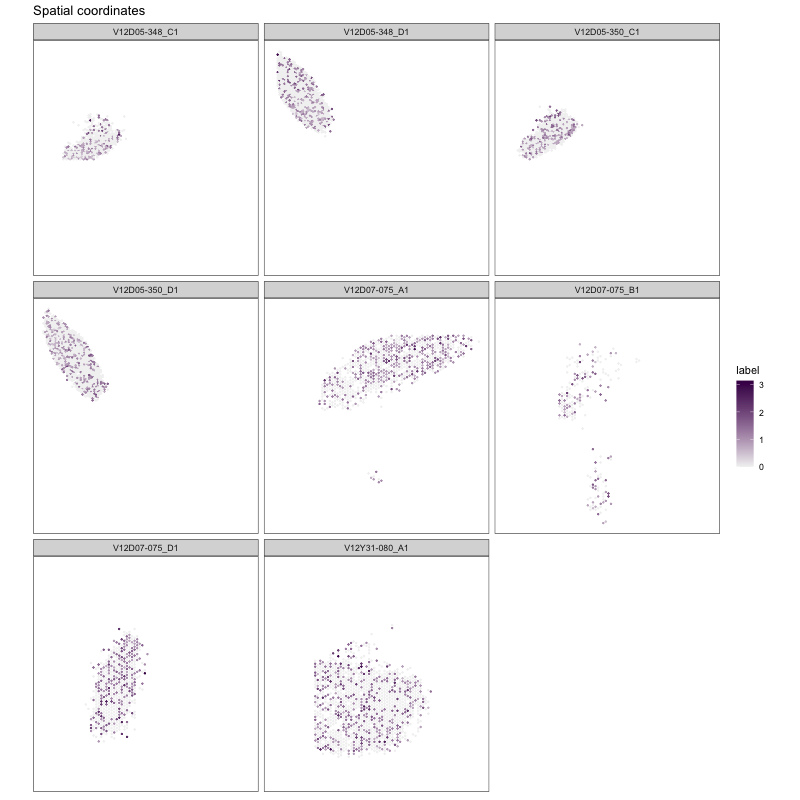 Spatial coordinates
V12D05-348_C1
V12D05-348_D1
V12D05-350_C1
V12D05-350_D1
V12D07-075_A1
V12D07-075_B1
label
3
2
1
0
V12D07-075_D1
V12Y31-080_A1